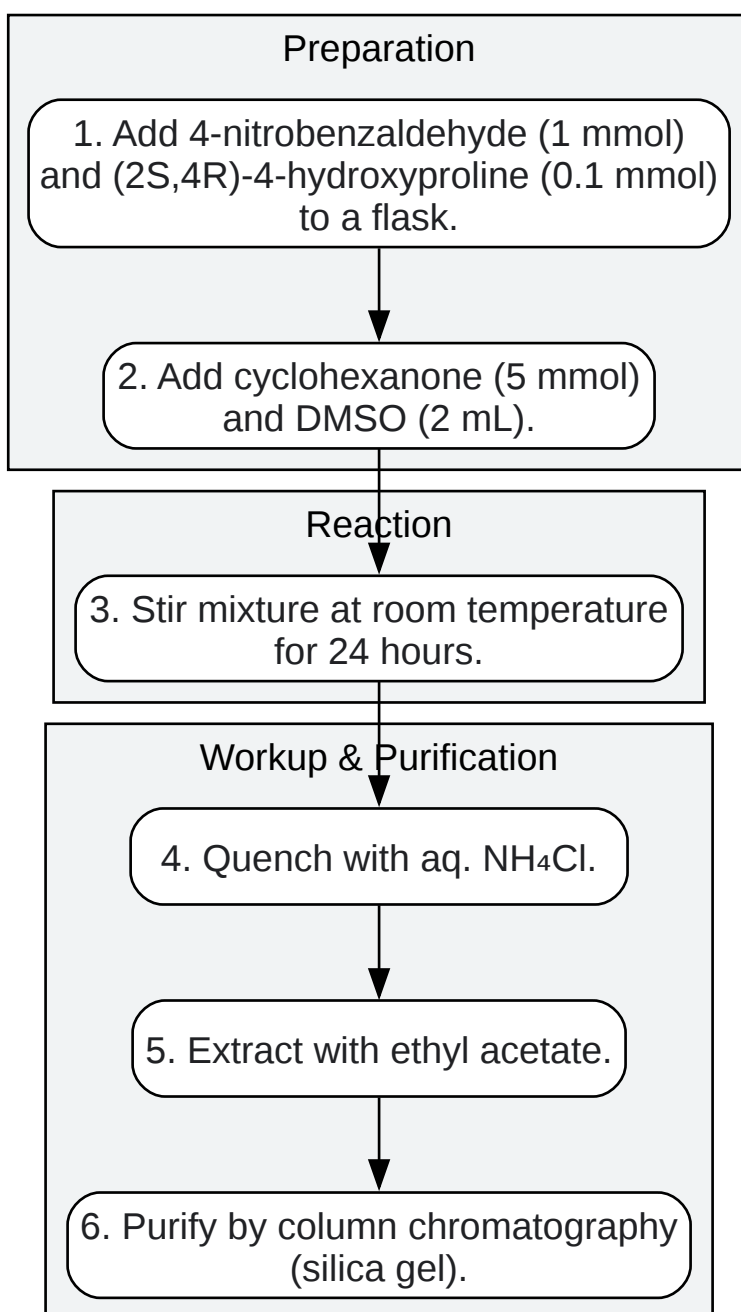 Preparation
1. Add 4-nitrobenzaldehyde (1 mmol)
and (2S,4R)-4-hydroxyproline (0.1 mmol)
to a flask.
2. Add cyclohexanone (5 mmol)
and DMSO (2 mL).
Reaction
3. Stir mixture at room temperature
for 24 hours.
Workup & Purification
4. Quench with aq. NH₄Cl.
5. Extract with ethyl acetate.
6. Purify by column chromatography
(silica gel).